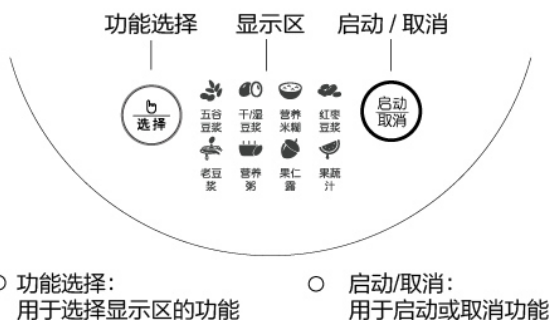 功能选择 显示区 启动 / 取消
选择
五谷豆浆 干/湿豆浆 营养米糊 红枣豆浆
启动
取消
老豆浆 营养粥 果仁露 果蔬汁
功能选择：
用于选择显示区的功能
启动/取消：
用于启动或取消功能